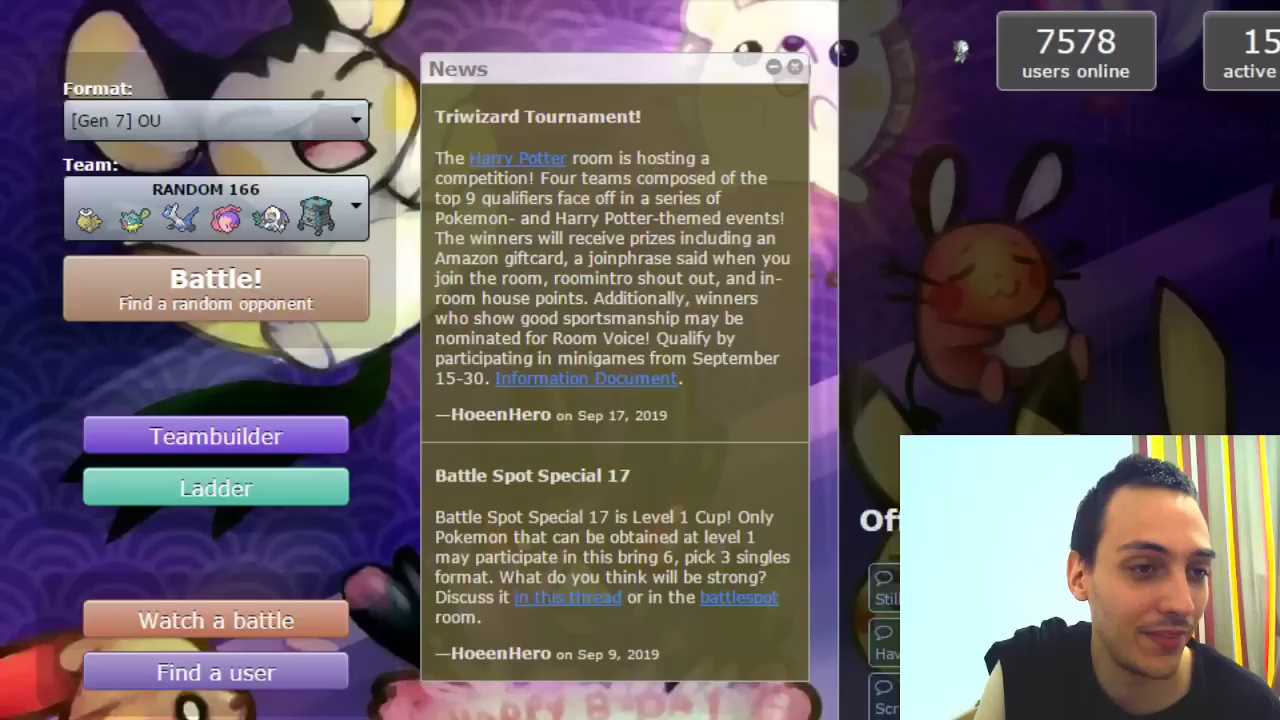 Format:
[Gen 7] OU
Team:
RANDOM 166
Battle!
Find a random opponent
Teambuilder
Ladder
Watch a battle
Find a user
News
Triwizard Tournament!
The Harry Potter room is hosting a
competition! Four teams composed of the
top 9 qualifiers face off in a series of
Pokemon- and Harry Potter-themed events!
The winners will receive prizes including an
Amazon giftcard, a joinphrase said when you
join the room, roomintro shout out, and in-
room house points. Additionally, winners
who show good sportsmanship may be
nominated for Room Voice! Qualify by
participating in minigames from September
15-30. Information Document.
—HoeenHero on Sep 17, 2019
Battle Spot Special 17
Battle Spot Special 17 is Level 1 Cup! Only
Pokemon that can be obtained at level 1
may participate in this bring 6, pick 3 singles
format. What do you think will be strong?
Discuss it in this thread or in the battlespot
room.
—HoeenHero on Sep 9, 2019
7578
users online
15
active
Of
Still
Hav
Scr